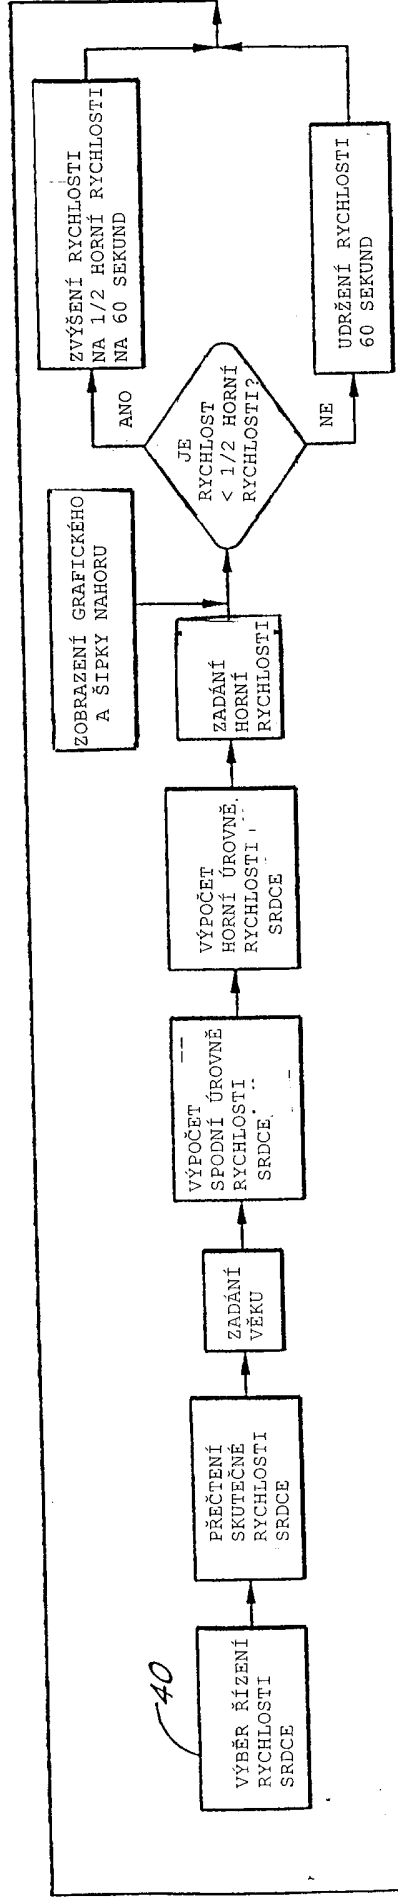 40
VÝBĚR ŘÍZENÍ
RYCHLOSTI
SRDCE
PŘEČTENÍ
SKUTEČNÉ
RYCHLOSTI
SRDCE
ZADÁNÍ
VĚKU
VÝPOČET
SPODNÍ ÚROVNĚ
RYCHLOSTI
SRDCE
VÝPOČET
HORNÍ ÚROVNĚ
RYCHLOSTI
SRDCE
ZADÁNÍ
HORNÍ
RYCHLOSTI
ZOBRAZENÍ GRAFICKÉHO
A ŠIPKY NAHORU
JE
RYCHLOST
< 1/2 HORNÍ
RYCHLOSTI?
ANO
ZVÝŠENÍ RYCHLOSTI
NA 1/2 HORNÍ RYCHLOSTI
NA 60 SEKUND
NE
UDRŽENÍ RYCHLOSTI
60 SEKUND